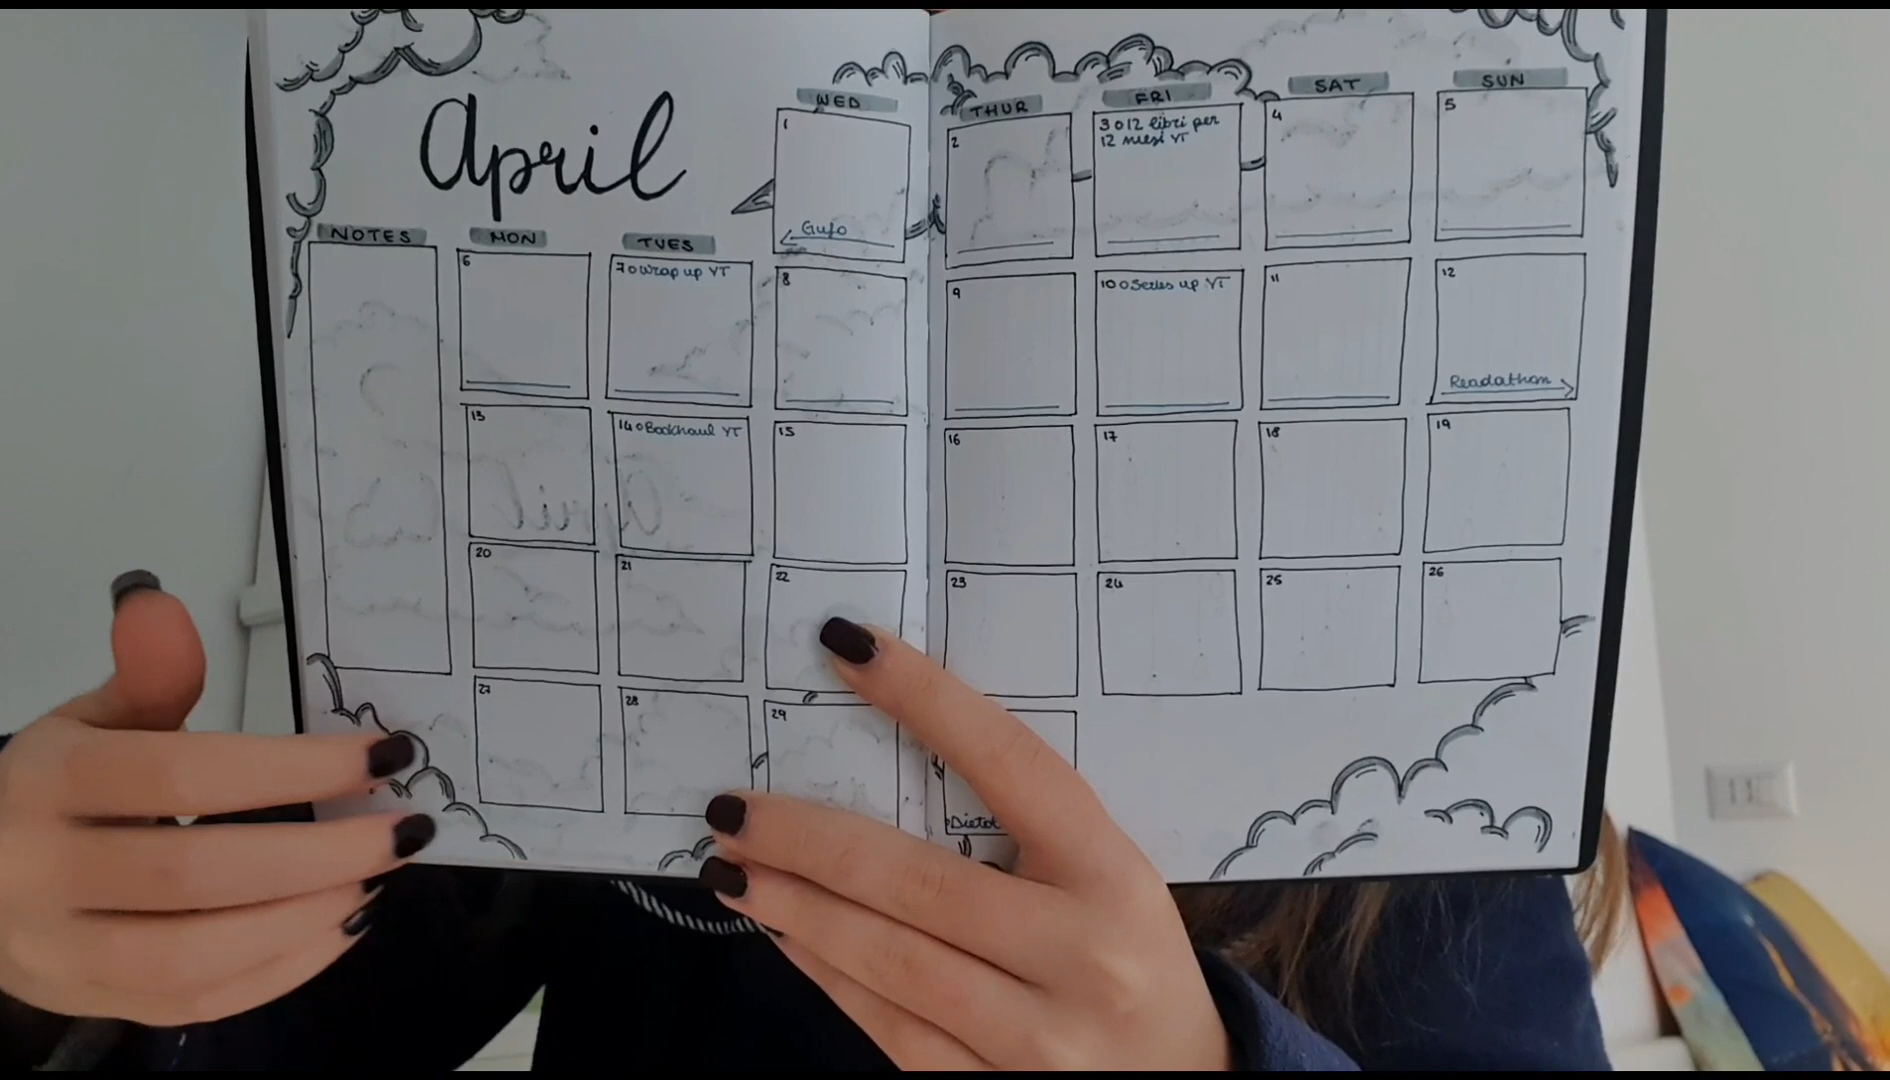 April
WED
THUR
FRI
SAT
SUN
1
Gufo
2
3 o 12 libri per
12 mesi YT
4
5
NOTES
MON
TUES
6
7 o Wrap up YT
8
9
10 o Series up YT
11
12
Readathon
13
14 o Bookhaul YT
15
16
17
18
19
20
21
22
23
24
25
26
27
28
29